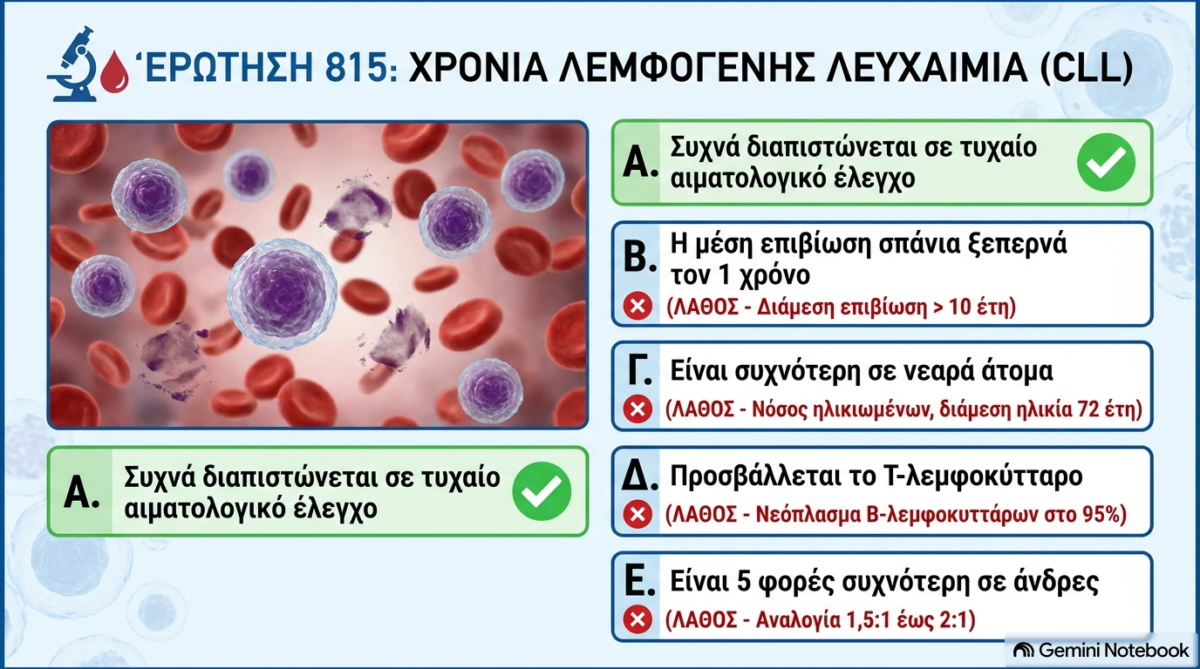 'ΕΡΩΤΗΣΗ 815: ΧΡΟΝΙΑ ΛΕΜΦΟΓΕΝΗΣ ΛΕΥΧΑΙΜΙΑ (CLL)
Α. Συχνά διαπιστώνεται σε τυχαίο
αιματολογικό έλεγχο
Α. Συχνά διαπιστώνεται σε τυχαίο
αιματολογικό έλεγχο
Β. Η μέση επιβίωση σπάνια ξεπερνά
τον 1 χρόνο
(ΛΑΘΟΣ - Διάμεση επιβίωση > 10 έτη)
Γ. Είναι συχνότερη σε νεαρά άτομα
(ΛΑΘΟΣ - Νόσος ηλικιωμένων, διάμεση ηλικία 72 έτη)
Δ. Προσβάλλεται το Τ-λεμφοκύτταρο
(ΛΑΘΟΣ - Νεόπλασμα Β-λεμφοκυττάρων στο 95%)
Ε. Είναι 5 φορές συχνότερη σε άνδρες
(ΛΑΘΟΣ - Αναλογία 1,5:1 έως 2:1)
Gemini Notebook